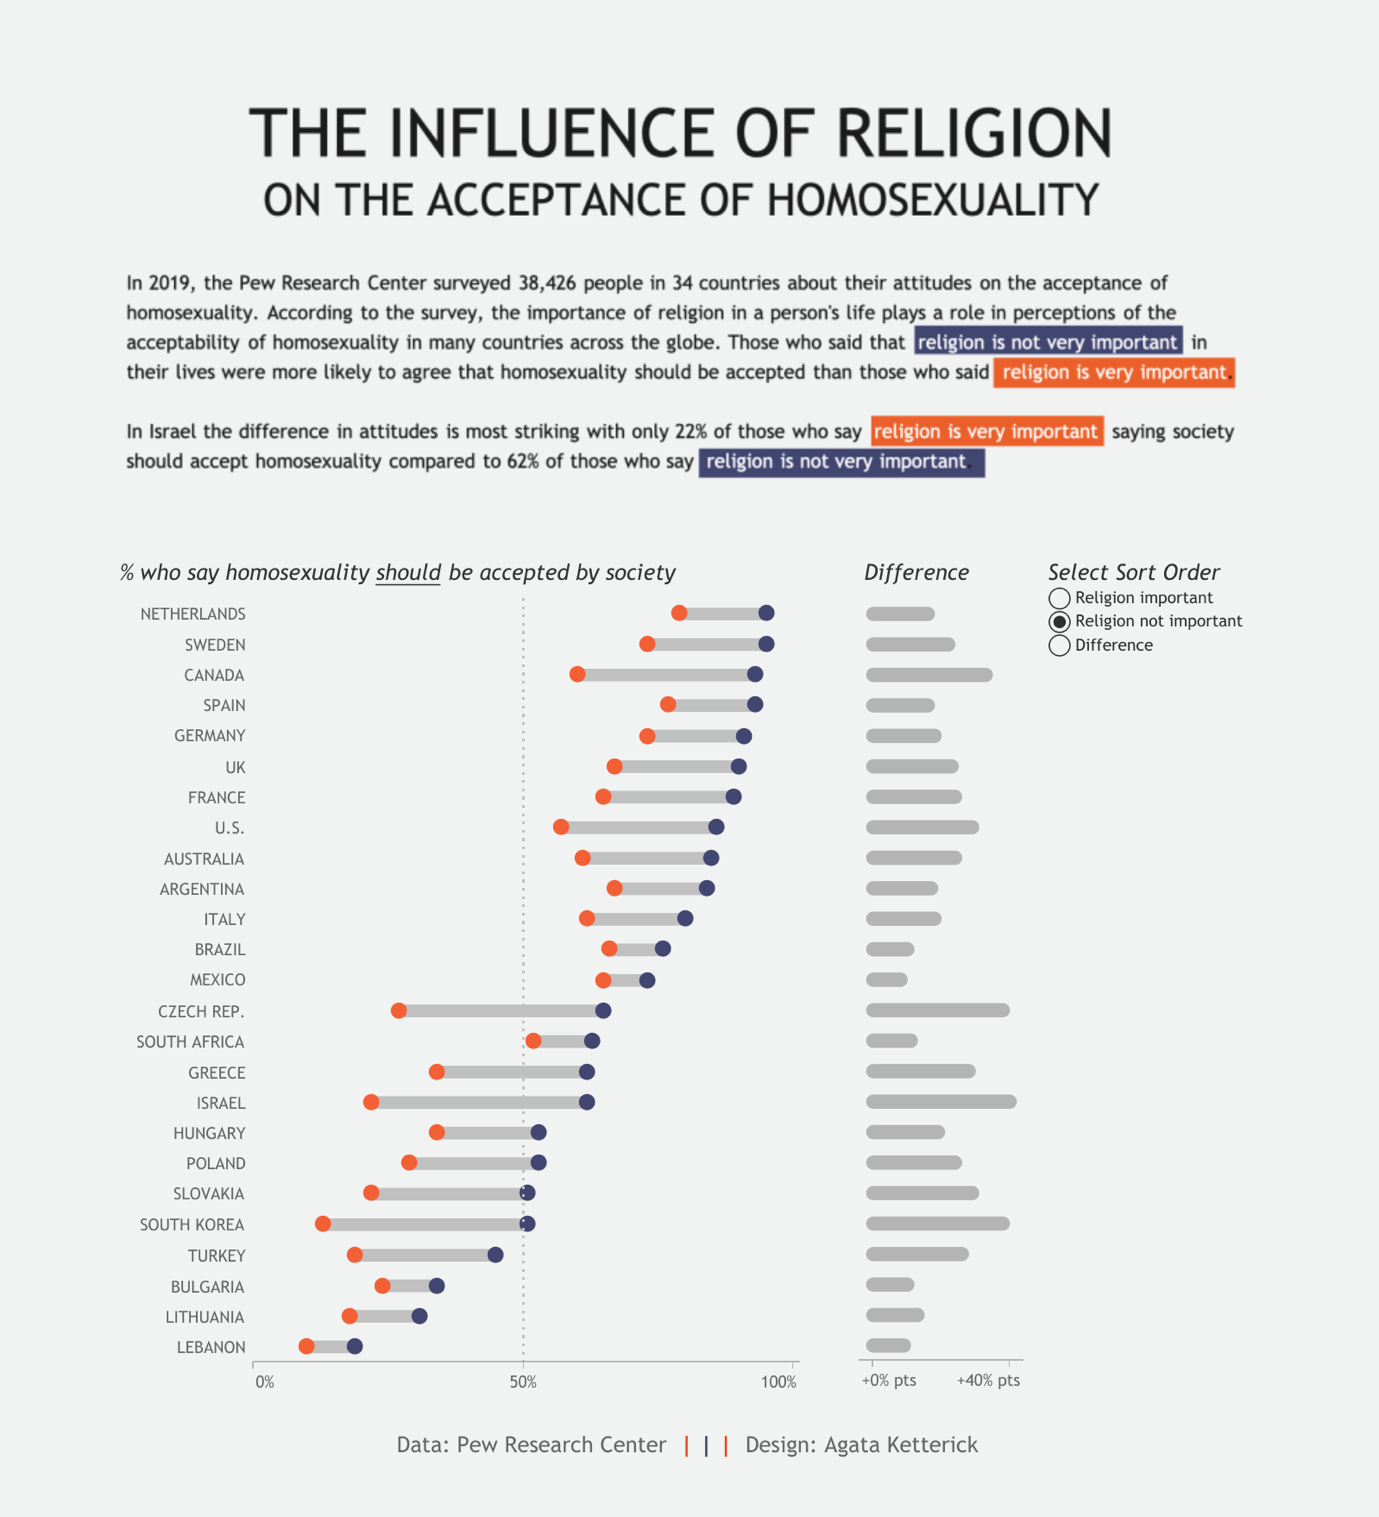 THE INFLUENCE OF RELIGION
ON THE ACCEPTANCE OF HOMOSEXUALITY
In 2019, the Pew Research Center surveyed 38,426 people in 34 countries about their attitudes on the acceptance of
homosexuality. According to the survey, the importance of religion in a person's life plays a role in perceptions of the
acceptability of homosexuality in many countries across the globe. Those who said that religion is not very important in
their lives were more likely to agree that homosexuality should be accepted than those who said religion is very important.
In Israel the difference in attitudes is most striking with only 22% of those who say religion is very important saying society
should accept homosexuality compared to 62% of those who say religion is not very important.
% who say homosexuality should be accepted by society
Difference
Select Sort Order
Religion important
Religion not important
Difference
NETHERLANDS
SWEDEN
CANADA
SPAIN
GERMANY
UK
FRANCE
U.S.
AUSTRALIA
ARGENTINA
ITALY
BRAZIL
MEXICO
CZECH REP.
SOUTH AFRICA
GREECE
ISRAEL
HUNGARY
POLAND
SLOVAKIA
SOUTH KOREA
TURKEY
BULGARIA
LITHUANIA
LEBANON
0% 50% 100%
+0% pts +40% pts
Data: Pew Research Center | | | Design: Agata Ketterick